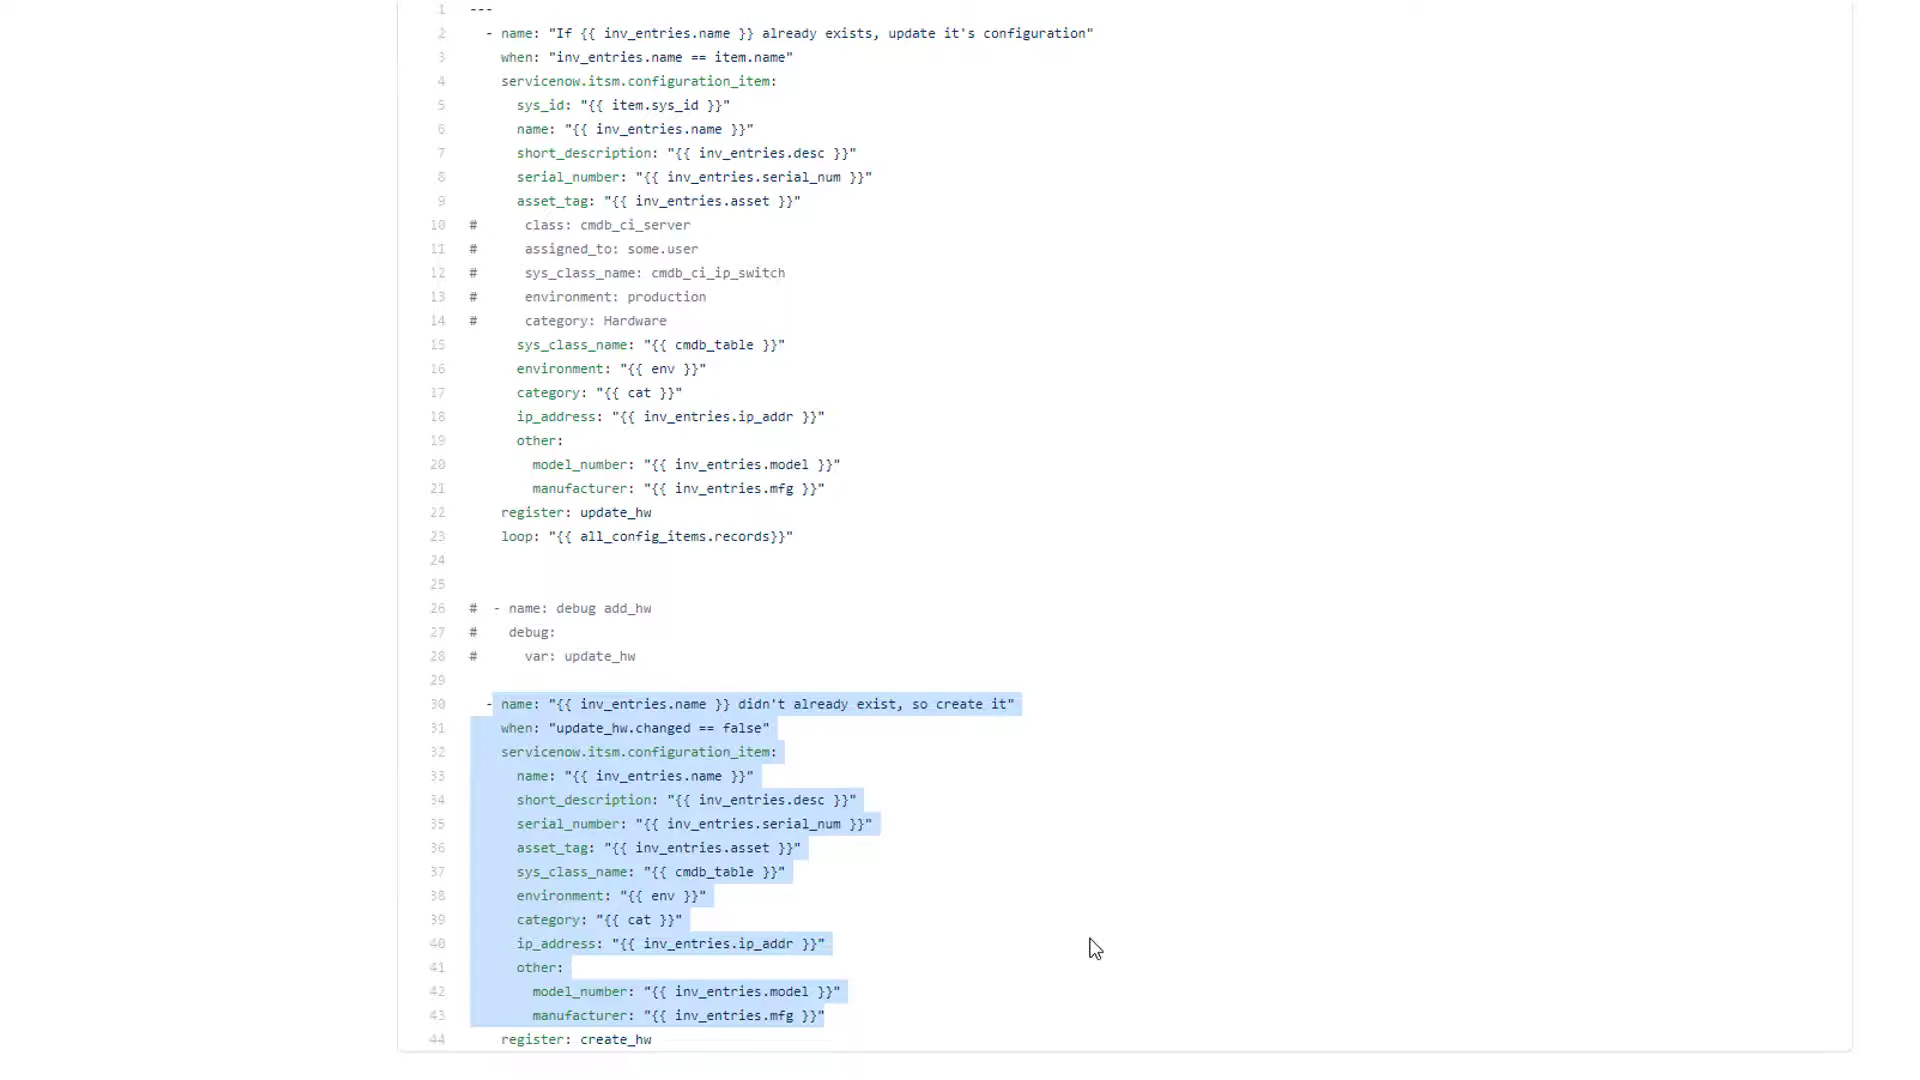 1 ---
2 - name: "If {{ inv_entries.name }} already exists, update it's configuration"
3 when: "inv_entries.name == item.name"
4 servicenow.itsm.configuration_item:
5 sys_id: "{{ item.sys_id }}"
6 name: "{{ inv_entries.name }}"
7 short_description: "{{ inv_entries.desc }}"
8 serial_number: "{{ inv_entries.serial_num }}"
9 asset_tag: "{{ inv_entries.asset }}"
10 # class: cmdb_ci_server
11 # assigned_to: some.user
12 # sys_class_name: cmdb_ci_ip_switch
13 # environment: production
14 # category: Hardware
15 sys_class_name: "{{ cmdb_table }}"
16 environment: "{{ env }}"
17 category: "{{ cat }}"
18 ip_address: "{{ inv_entries.ip_addr }}"
19 other:
20 model_number: "{{ inv_entries.model }}"
21 manufacturer: "{{ inv_entries.mfg }}"
22 register: update_hw
23 loop: "{{ all_config_items.records}}"
24
25
26 # - name: debug add_hw
27 # debug:
28 # var: update_hw
29
30 - name: "{{ inv_entries.name }} didn't already exist, so create it"
31 when: "update_hw.changed == false"
32 servicenow.itsm.configuration_item:
33 name: "{{ inv_entries.name }}"
34 short_description: "{{ inv_entries.desc }}"
35 serial_number: "{{ inv_entries.serial_num }}"
36 asset_tag: "{{ inv_entries.asset }}"
37 sys_class_name: "{{ cmdb_table }}"
38 environment: "{{ env }}"
39 category: "{{ cat }}"
40 ip_address: "{{ inv_entries.ip_addr }}"
41 other:
42 model_number: "{{ inv_entries.model }}"
43 manufacturer: "{{ inv_entries.mfg }}"
44 register: create_hw